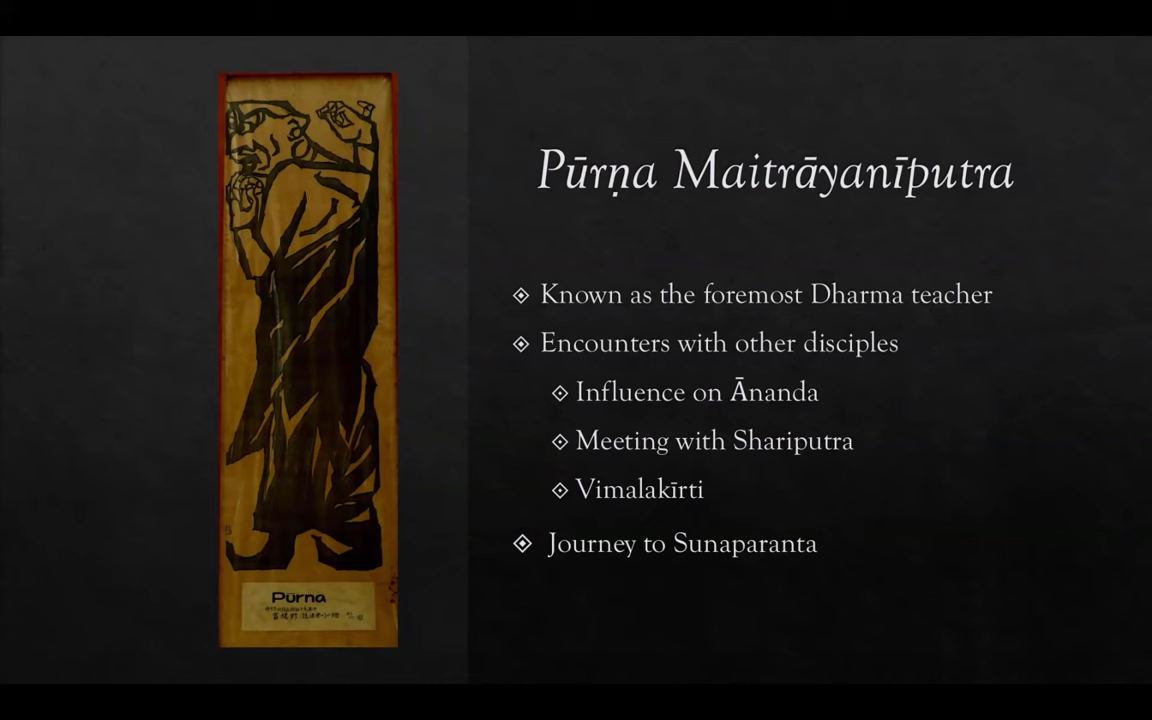 Pūrṇa Maitrāyanīputra
Known as the foremost Dharma teacher
Encounters with other disciples
Influence on Ānanda
Meeting with Shariputra
Vimalakīrti
Journey to Sunaparanta
Pūrna